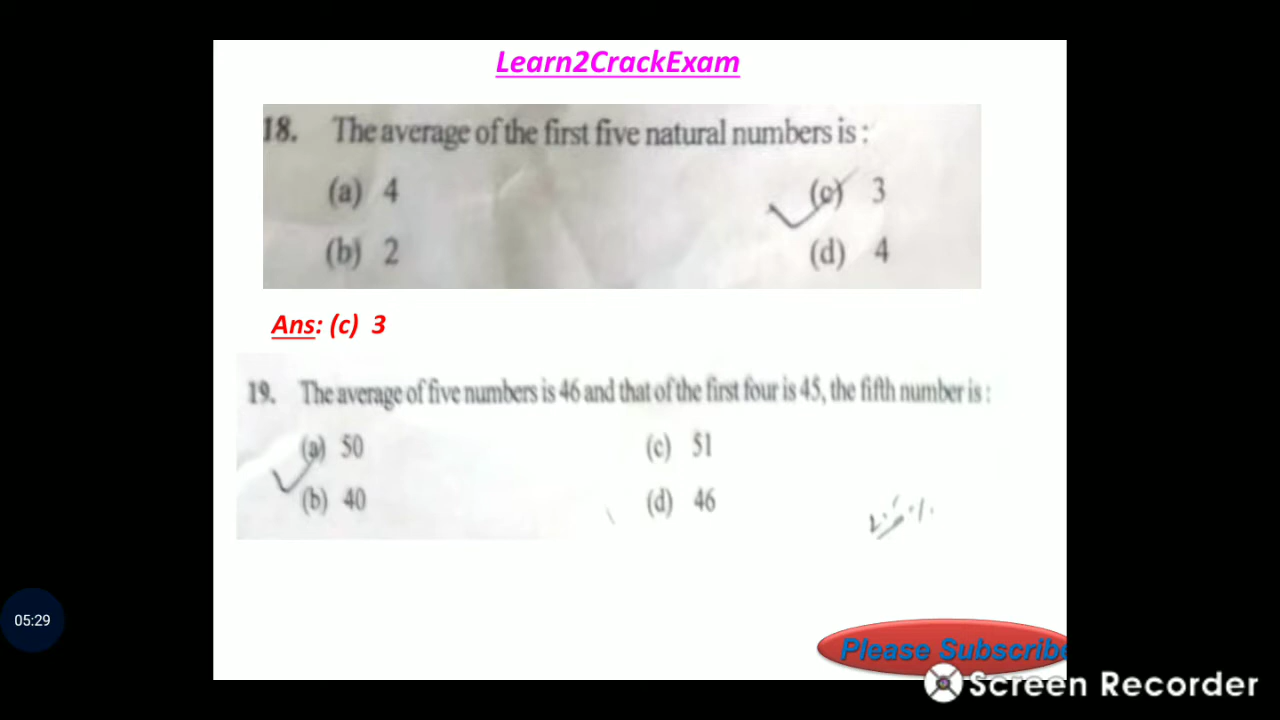 Learn2CrackExam
18. The average of the first five natural numbers is :
(a) 4 (c) 3
(b) 2 (d) 4
Ans: (c) 3
19. The average of five numbers is 46 and that of the first four is 45, the fifth number is :
(a) 50 (c) 51
(b) 40 (d) 46
05:29
Please Subscribe
Screen Recorder